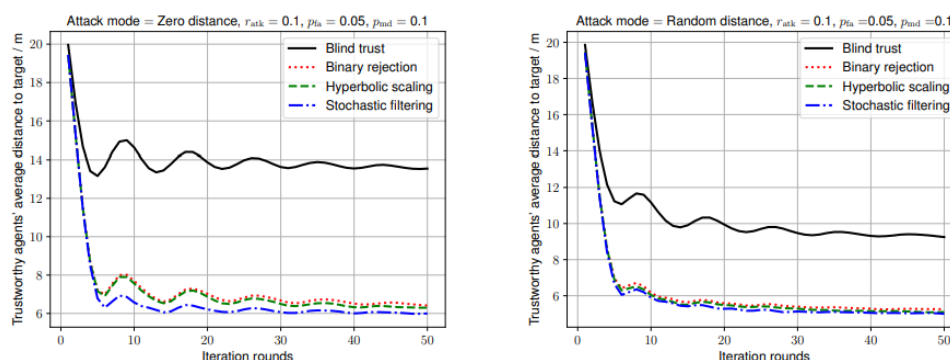 Attack mode = Zero distance, r_atk = 0.1, p_fa = 0.05, p_md = 0.1
Trustworthy agents' average distance to target / m
20
18
16
14
12
10
8
6
Blind trust
Binary rejection
Hyperbolic scaling
Stochastic filtering
0
10
20
30
40
50
Iteration rounds
Attack mode = Random distance, r_atk = 0.1, p_fa =0.05, p_md =0.1
Trustworthy agents' average distance to target / m
20
18
16
14
12
10
8
6
Blind trust
Binary rejection
Hyperbolic scaling
Stochastic filtering
0
10
20
30
40
50
Iteration rounds